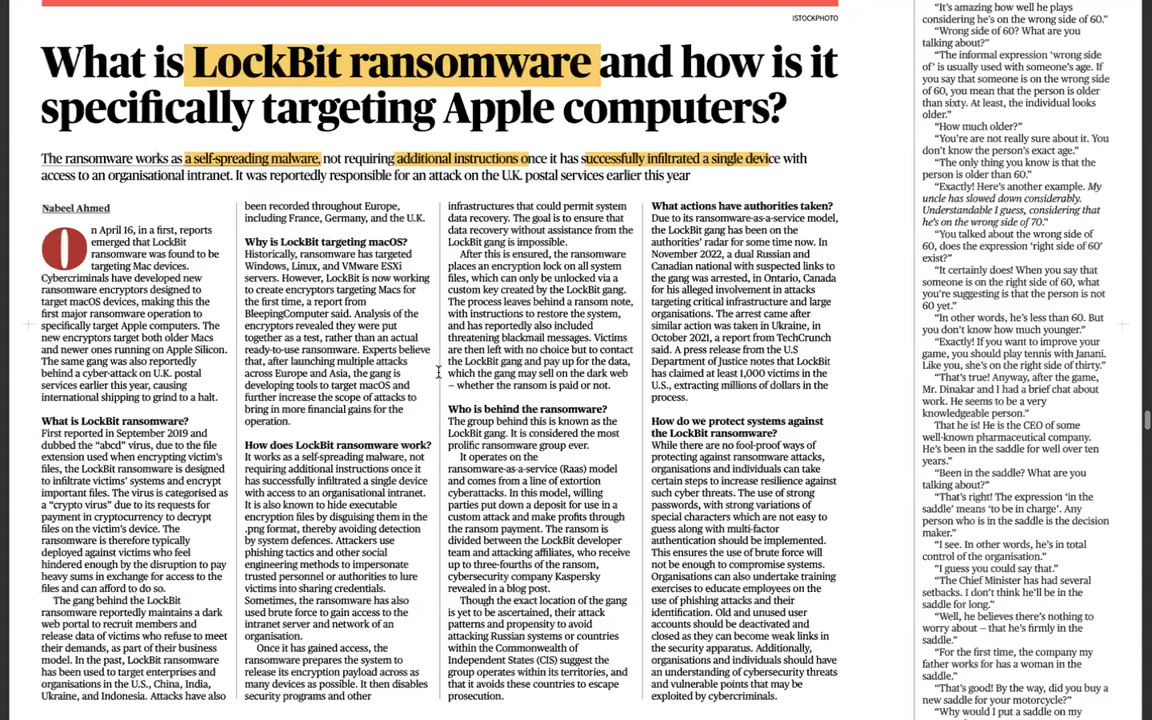 ISTOCKPHOTO
What is LockBit ransomware and how is it
specifically targeting Apple computers?
The ransomware works as a self-spreading malware, not requiring additional instructions once it has successfully infiltrated a single device with
access to an organisational intranet. It was reportedly responsible for an attack on the U.K. postal services earlier this year
Nabeel Ahmed
On April 16, in a first, reports
emerged that LockBit
ransomware was found to be
targeting Mac devices.
Cybercriminals have developed new
ransomware encryptors designed to
target macOS devices, making this the
first major ransomware operation to
specifically target Apple computers. The
new encryptors target both older Macs
and newer ones running on Apple Silicon.
The same gang was also reportedly
behind a cyber-attack on U.K. postal
services earlier this year, causing
international shipping to grind to a halt.
What is LockBit ransomware?
First reported in September 2019 and
dubbed the “abcd” virus, due to the file
extension used when encrypting victim’s
files, the LockBit ransomware is designed
to infiltrate victims’ systems and encrypt
important files. The virus is categorised as
a “crypto virus” due to its requests for
payment in cryptocurrency to decrypt
files on the victim’s device. The
ransomware is therefore typically
deployed against victims who feel
hindered enough by the disruption to pay
heavy sums in exchange for access to the
files and can afford to do so.
The gang behind the LockBit
ransomware reportedly maintains a dark
web portal to recruit members and
release data of victims who refuse to meet
their demands, as part of their business
model. In the past, LockBit ransomware
has been used to target enterprises and
organisations in the U.S., China, India,
Ukraine, and Indonesia. Attacks have also
been recorded throughout Europe,
including France, Germany, and the U.K.
Why is LockBit targeting macOS?
Historically, ransomware has targeted
Windows, Linux, and VMware ESXi
servers. However, LockBit is now working
to create encryptors targeting Macs for
the first time, a report from
BleepingComputer said. Analysis of the
encryptors revealed they were put
together as a test, rather than an actual
ready-to-use ransomware. Experts believe
that, after launching multiple attacks
across Europe and Asia, the gang is
developing tools to target macOS and
further increase the scope of attacks to
bring in more financial gains for the
operation.
How does LockBit ransomware work?
It works as a self-spreading malware, not
requiring additional instructions once it
has successfully infiltrated a single device
with access to an organisational intranet.
It is also known to hide executable
encryption files by disguising them in the
.png format, thereby avoiding detection
by system defences. Attackers use
phishing tactics and other social
engineering methods to impersonate
trusted personnel or authorities to lure
victims into sharing credentials.
Sometimes, the ransomware has also
used brute force to gain access to the
intranet server and network of an
organisation.
Once it has gained access, the
ransomware prepares the system to
release its encryption payload across as
many devices as possible. It then disables
security programs and other
infrastructures that could permit system
data recovery. The goal is to ensure that
data recovery without assistance from the
LockBit gang is impossible.
After this is ensured, the ransomware
places an encryption lock on all system
files, which can only be unlocked via a
custom key created by the LockBit gang.
The process leaves behind a ransom note,
with instructions to restore the system,
and has reportedly also included
threatening blackmail messages. Victims
are then left with no choice but to contact
the LockBit gang and pay up for the data,
which the gang may sell on the dark web
– whether the ransom is paid or not.
Who is behind the ransomware?
The group behind this is known as the
LockBit gang. It is considered the most
prolific ransomware group ever.
It operates on the
ransomware-as-a-service (Raas) model
and comes from a line of extortion
cyberattacks. In this model, willing
parties put down a deposit for use in a
custom attack and make profits through
the ransom payment. The ransom is
divided between the LockBit developer
team and attacking affiliates, who receive
up to three-fourths of the ransom,
cybersecurity company Kaspersky
revealed in a blog post.
Though the exact location of the gang
is yet to be ascertained, their attack
patterns and propensity to avoid
attacking Russian systems or countries
within the Commonwealth of
Independent States (CIS) suggest the
group operates within its territories, and
that it avoids these countries to escape
prosecution.
What actions have authorities taken?
Due to its ransomware-as-a-service model,
the LockBit gang has been on the
authorities’ radar for some time now. In
November 2022, a dual Russian and
Canadian national with suspected links to
the gang was arrested, in Ontario, Canada
for his alleged involvement in attacks
targeting critical infrastructure and large
organisations. The arrest came after
similar action was taken in Ukraine, in
October 2021, a report from TechCrunch
said. A press release from the U.S
Department of Justice notes that LockBit
has claimed at least 1,000 victims in the
U.S., extracting millions of dollars in the
process.
How do we protect systems against
the LockBit ransomware?
While there are no fool-proof ways of
protecting against ransomware attacks,
organisations and individuals can take
certain steps to increase resilience against
such cyber threats. The use of strong
passwords, with strong variations of
special characters which are not easy to
guess along with multi-factor
authentication should be implemented.
This ensures the use of brute force will
not be enough to compromise systems.
Organisations can also undertake training
exercises to educate employees on the
use of phishing attacks and their
identification. Old and unused user
accounts should be deactivated and
closed as they can become weak links in
the security apparatus. Additionally,
organisations and individuals should have
an understanding of cybersecurity threats
and vulnerable points that may be
exploited by cybercriminals.
“It’s amazing how well he plays
considering he’s on the wrong side of 60.”
“Wrong side of 60? What are you
talking about?”
“The informal expression ‘wrong side
of’ is usually used with someone’s age. If
you say that someone is on the wrong side
of 60, you mean that the person is older
than sixty. At least, the individual looks
older.”
“How much older?”
“You’re are not really sure about it. You
don’t know the person’s exact age.”
“The only thing you know is that the
person is older than 60.”
“Exactly! Here’s another example. My
uncle has slowed down considerably.
Understandable I guess, considering that
he’s on the wrong side of 70.”
“You talked about the wrong side of
60, does the expression ‘right side of 60’
exist?”
“It certainly does! When you say that
someone is on the right side of 60, what
you’re suggesting is that the person is not
60 yet.”
“In other words, he’s less than 60. But
you don’t know how much younger.”
“Exactly! If you want to improve your
game, you should play tennis with Janani.
Like you, she’s on the right side of thirty.”
“That’s true! Anyway, after the game,
Mr. Dinakar and I had a brief chat about
work. He seems to be a very
knowledgeable person.”
That he is! He is the CEO of some
well-known pharmaceutical company.
He’s been in the saddle for well over ten
years.”
“Been in the saddle? What are you
talking about?”
“That’s right! The expression ‘in the
saddle’ means ‘to be in charge’. Any
person who is in the saddle is the decision
maker.”
“I see. In other words, he’s in total
control of the organisation.”
“I guess you could say that.”
“The Chief Minister has had several
setbacks. I don’t think he’ll be in the
saddle for long.”
“Well, he believes there’s nothing to
worry about – that he’s firmly in the
saddle.”
“For the first time, the company my
father works for has a woman in the
saddle.”
“That’s good! By the way, did you buy a
new saddle for your motorcycle?”
“Why would I put a saddle on my